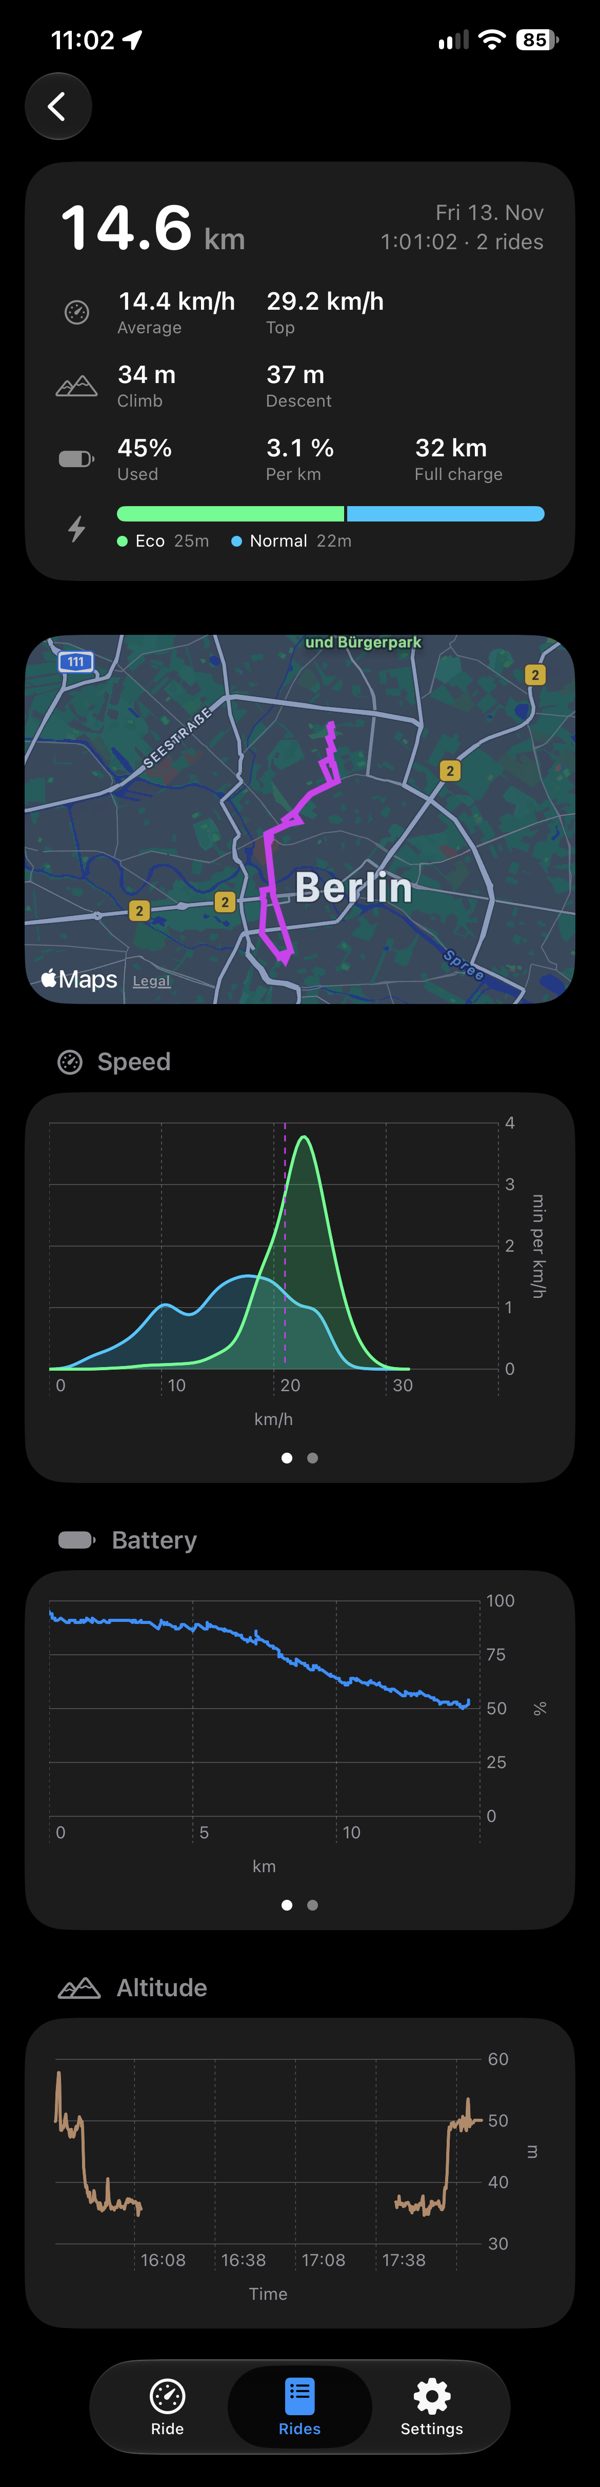 11:02
85
14.6 km
Fri 13. Nov
1:01:02 · 2 rides
14.4 km/h
Average
29.2 km/h
Top
34 m
Climb
37 m
Descent
45%
Used
3.1 %
Per km
32 km
Full charge
Eco 25m
Normal 22m
und Bürgerpark
111
2
SEESTRAßE
2
Berlin
2
2
Spree
Maps
Legal
Speed
4
3
2
1
0
min per km/h
0
10
20
30
km/h
Battery
100
75
50
25
0
%
0
5
10
km
Altitude
60
50
40
30
m
16:08
16:38
17:08
17:38
Time
Ride
Rides
Settings